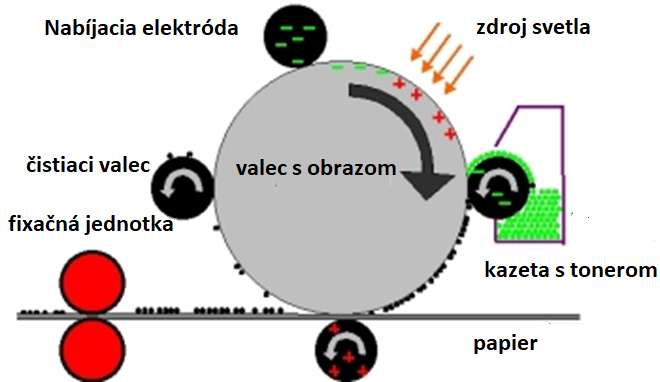 Nabíjacia elektróda
zdroj svetla
čistiaci valec
valec s obrazom
fixačná jednotka
kazeta s tonerom
papier